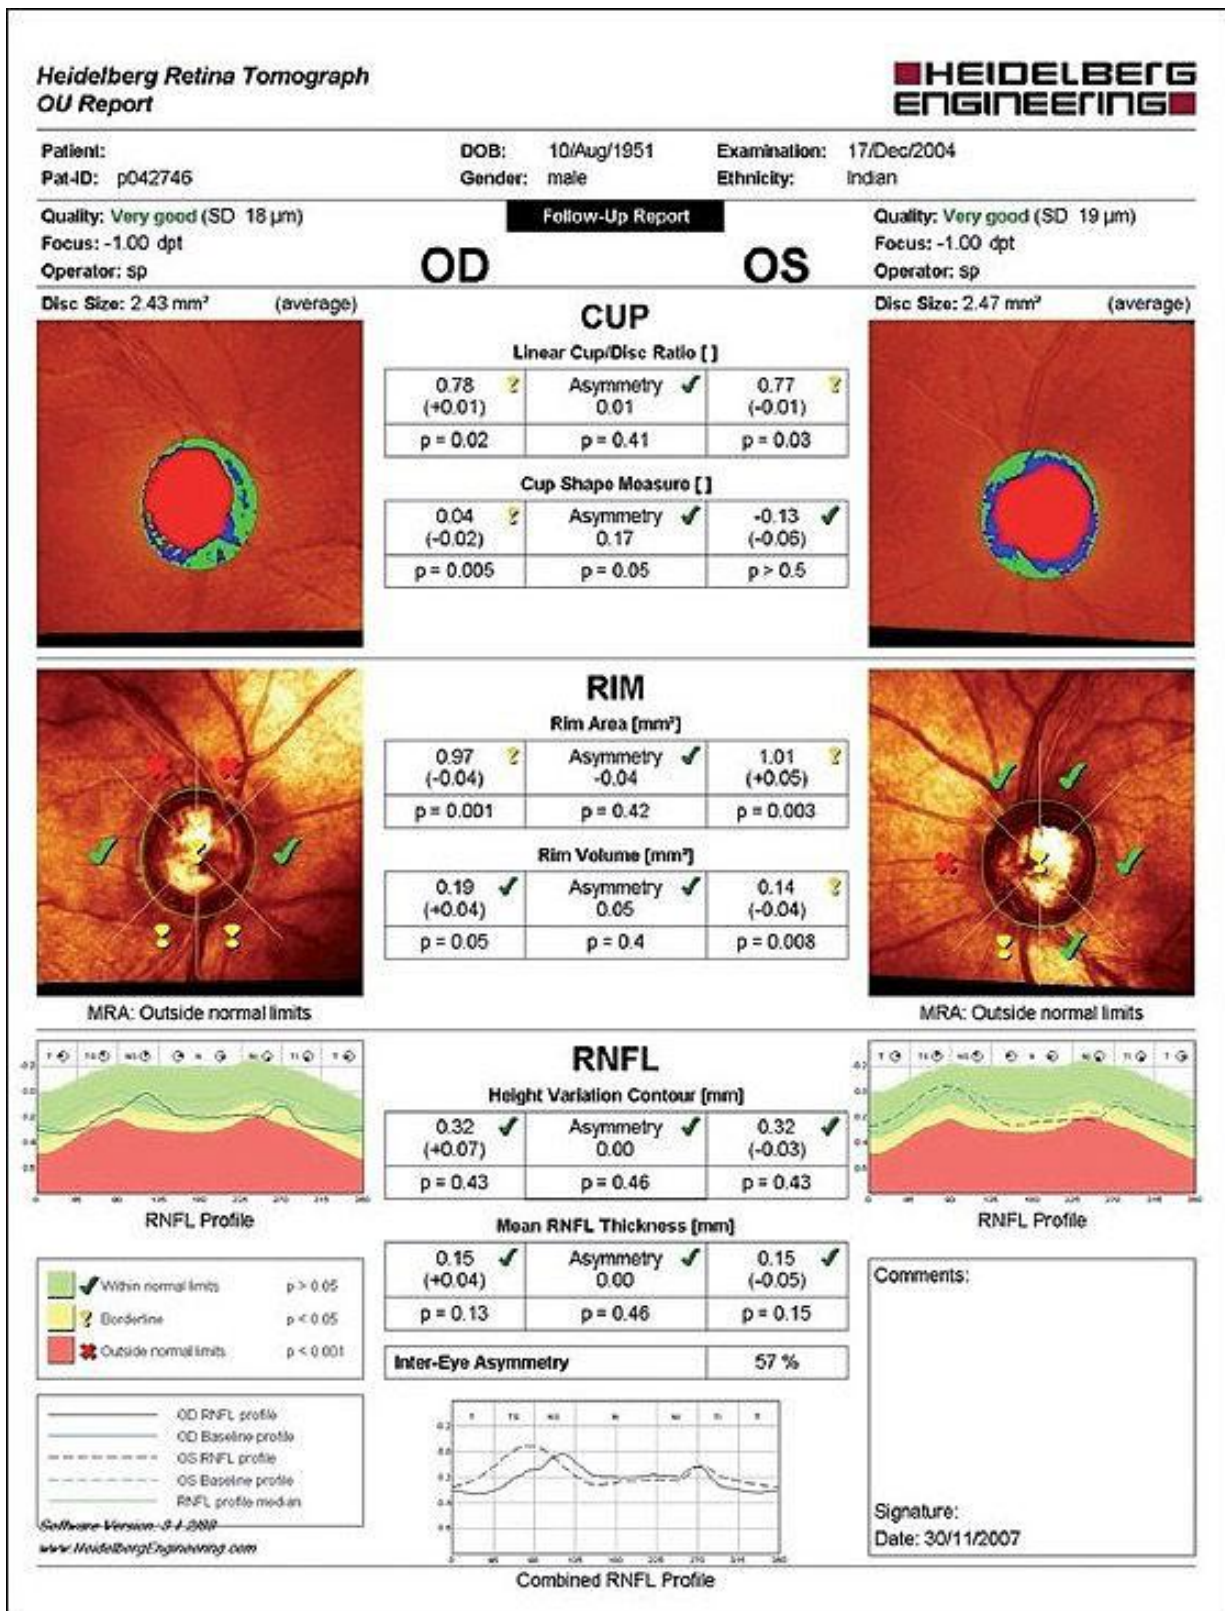 Heidelberg Retina Tomograph
OU Report
HEIDELBERG
ENGINEERING
Patient:
DOB: 10/Aug/1951
Examination: 17/Dec/2004
Pat-ID: p042746
Gender: male
Ethnicity: Indian
Quality: Very good (SD 18 µm)
Focus: -1.00 dpt
Operator: sp
Follow-Up Report
OD
OS
Quality: Very good (SD 19 µm)
Focus: -1.00 dpt
Operator: sp
Disc Size: 2.43 mm² (average)
Disc Size: 2.47 mm² (average)
CUP
Linear Cup/Disc Ratio [ ]
0.78 ? Asymmetry ✓ 0.77 ?
(+0.01) 0.01 (-0.01)
p = 0.02 p = 0.41 p = 0.03
Cup Shape Measure [ ]
0.04 ? Asymmetry ✓ -0.13 ✓
(-0.02) 0.17 (-0.06)
p = 0.005 p = 0.05 p > 0.5
RIM
Rim Area [mm²]
0.97 ? Asymmetry ✓ 1.01 ?
(-0.04) -0.04 (+0.05)
p = 0.001 p = 0.42 p = 0.003
Rim Volume [mm³]
0.19 ✓ Asymmetry ✓ 0.14 ?
(+0.04) 0.05 (-0.04)
p = 0.05 p = 0.4 p = 0.008
MRA: Outside normal limits
MRA: Outside normal limits
RNFL
Height Variation Contour [mm]
0.32 ✓ Asymmetry ✓ 0.32 ✓
(+0.07) 0.00 (-0.03)
p = 0.43 p = 0.46 p = 0.43
RNFL Profile
RNFL Profile
Mean RNFL Thickness [mm]
0.15 ✓ Asymmetry ✓ 0.15 ✓
(+0.04) 0.00 (-0.05)
p = 0.13 p = 0.46 p = 0.15
Inter-Eye Asymmetry 57 %
✓ Within normal limits p > 0.05
? Borderline p < 0.05
✖ Outside normal limits p < 0.001
OD RNFL profile
OD Baseline profile
OS RNFL profile
OS Baseline profile
RNFL profile median
Software Version:
www.HeidelbergEngineering.com
Combined RNFL Profile
Comments:
Signature:
Date: 30/11/2007